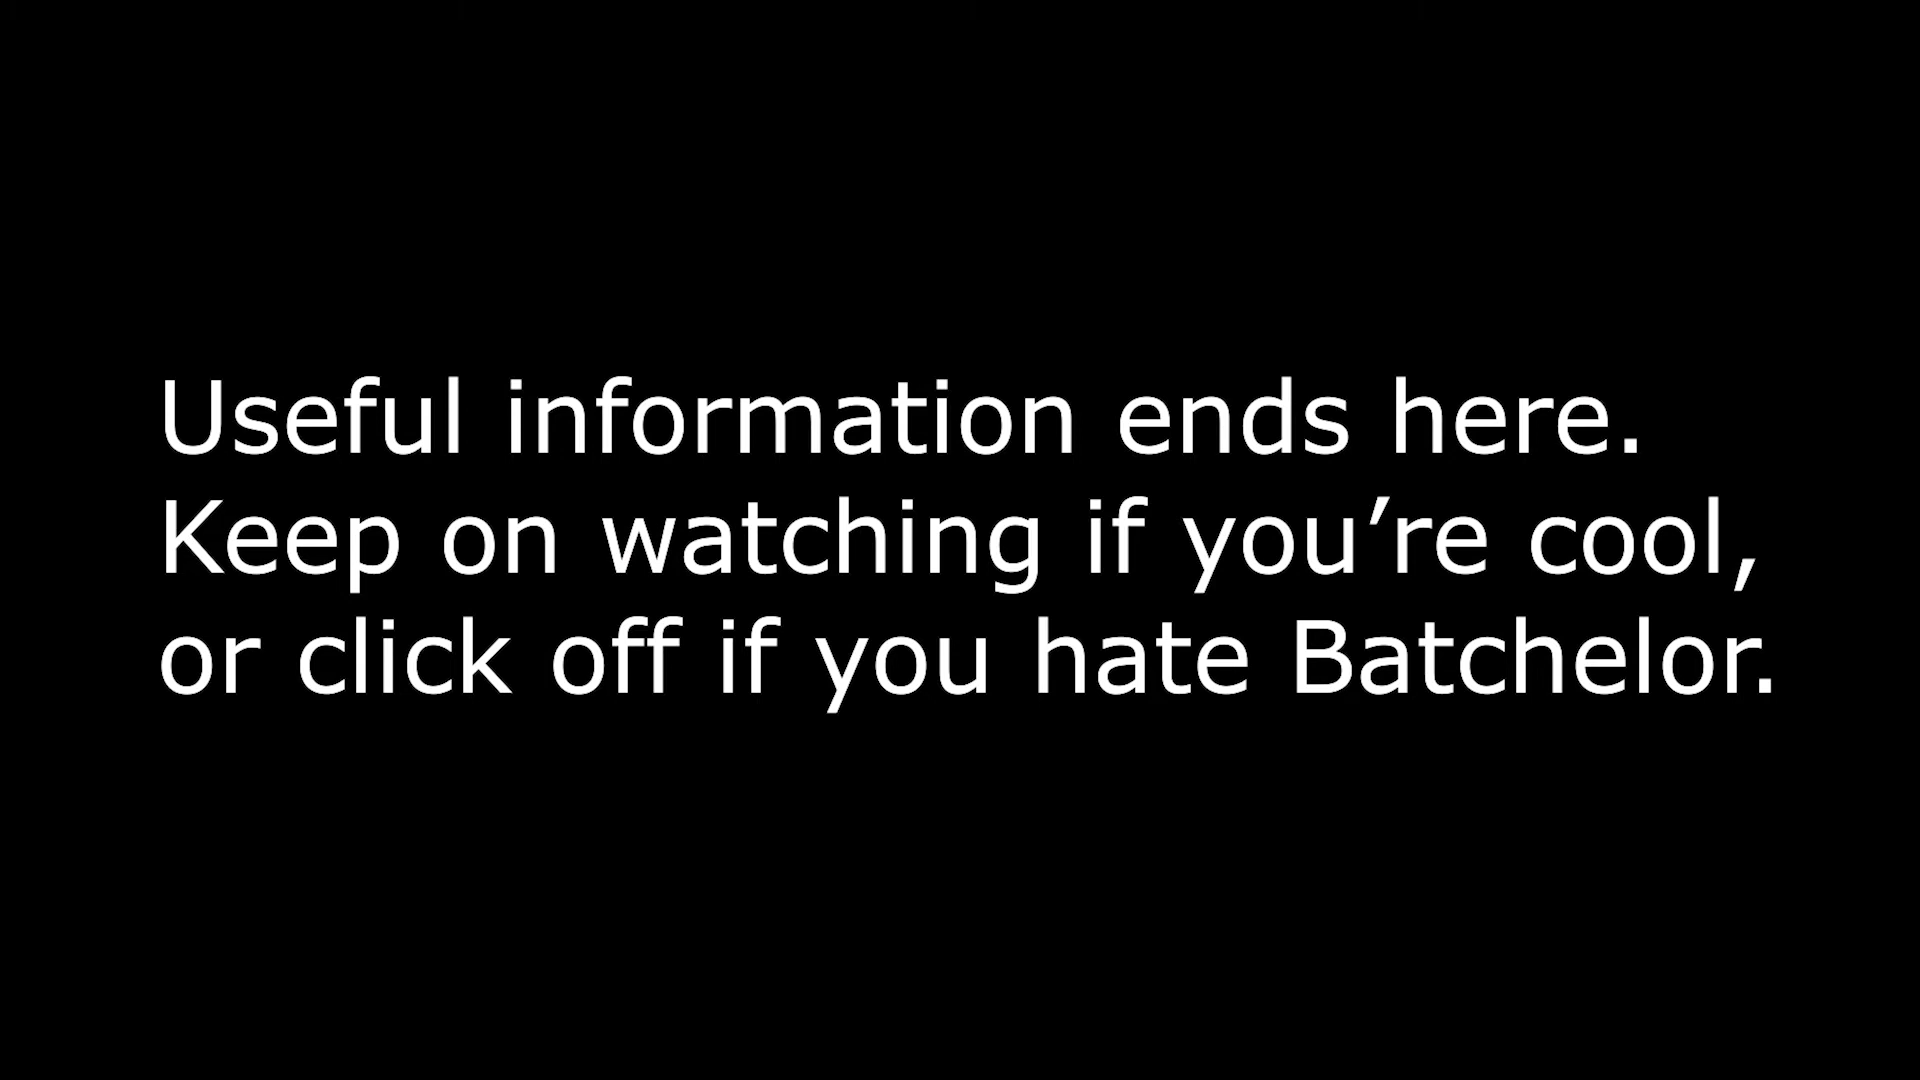 Useful information ends here.
Keep on watching if you’re cool,
or click off if you hate Batchelor.